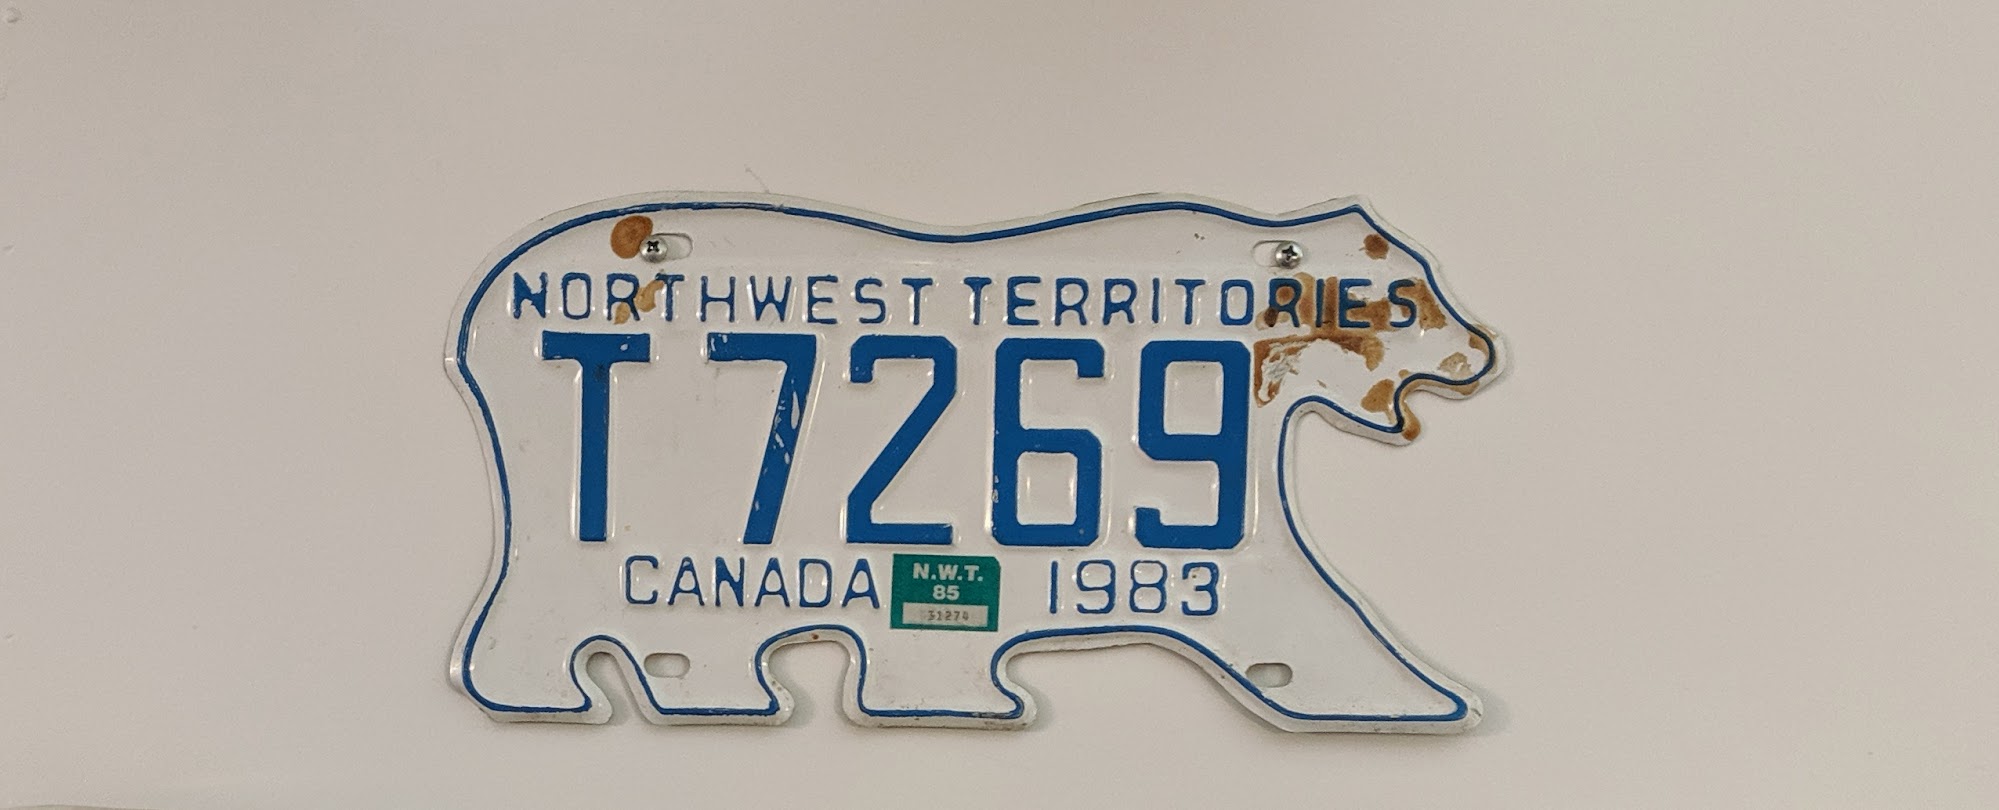 NORTHWEST TERRITORIES
T7269
CANADA 1983
N.W.T.
85